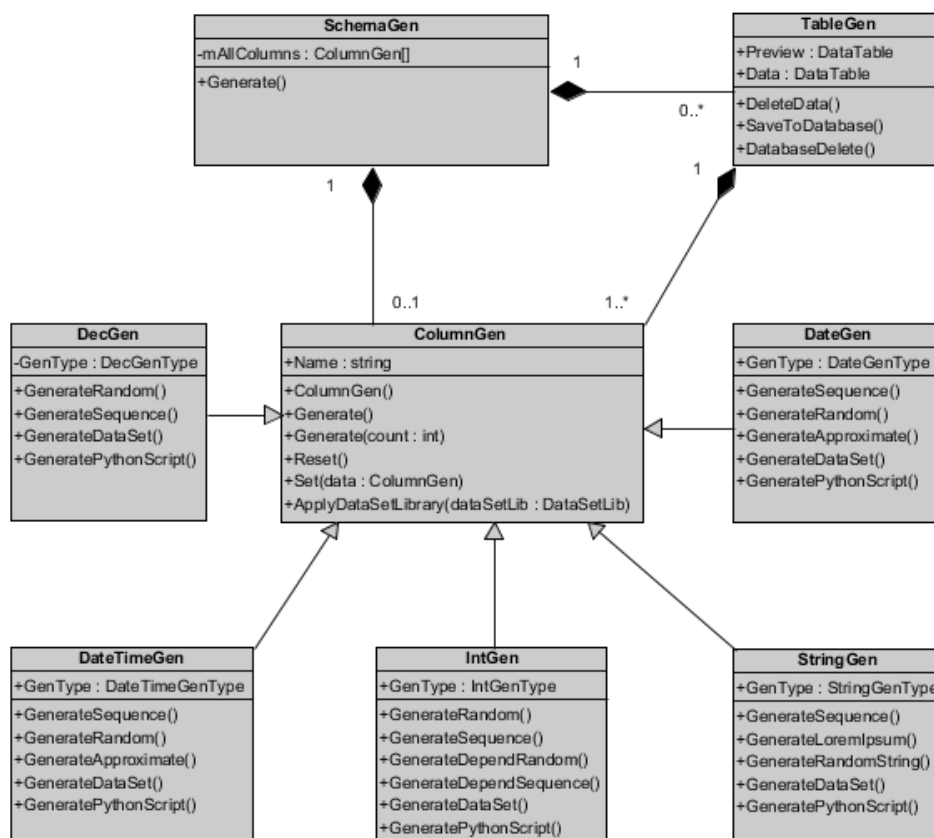 SchemaGen
-mAllColumns : ColumnGen[]
+Generate()
TableGen
+Preview : DataTable
+Data : DataTable
+DeleteData()
+SaveToDatabase()
+DatabaseDelete()
1
0..*
1
1
0..1
1..*
DecGen
-GenType : DecGenType
+GenerateRandom()
+GenerateSequence()
+GenerateDataSet()
+GeneratePythonScript()
ColumnGen
+Name : string
+ColumnGen()
+Generate()
+Generate(count : int)
+Reset()
+Set(data : ColumnGen)
+ApplyDataSetLibrary(dataSetLib : DataSetLib)
DateGen
+GenType : DateGenType
+GenerateSequence()
+GenerateRandom()
+GenerateApproximate()
+GenerateDataSet()
+GeneratePythonScript()
DateTimeGen
+GenType : DateTimeGenType
+GenerateSequence()
+GenerateRandom()
+GenerateApproximate()
+GenerateDataSet()
+GeneratePythonScript()
IntGen
+GenType : IntGenType
+GenerateRandom()
+GenerateSequence()
+GenerateDependRandom()
+GenerateDependSequence()
+GenerateDataSet()
+GeneratePythonScript()
StringGen
+GenType : StringGenType
+GenerateSequence()
+GenerateLoremIpsum()
+GenerateRandomString()
+GenerateDataSet()
+GeneratePythonScript()